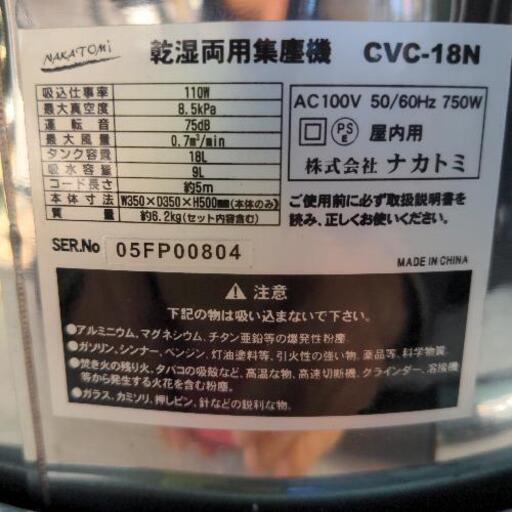 NAKATOMi
乾湿両用集塵機 CVC-18N
吸込仕事率 110W
最大真空度 8.5kPa
運転音 75dB
最大風量 0.7m³/min
タンク容量 18L
吸水容量 9L
コード長さ 約5m
本体寸法 W350×D350×H500mm(本体のみ)
質量 約6.2kg(セット内容含む)
SER.No 05FP00804
AC100V 50/60Hz 750W
PS E 屋内用
株式会社 ナカトミ
ご使用前に必ず取扱説明書を
読み、正しくお使いください。
MADE IN CHINA
注意
下記の物は吸い込まないで下さい。
●アルミニウム、マグネシウム、チタン亜鉛等の爆発性粉塵。
●ガソリン、シンナー、ベンジン、灯油塗料等、引火性の強い物、薬品等、科学物質。
●焚き火の残り火、タバコの吸殻など、高温な物、高速切断機、クラインダー、溶接機
等から発生する火花を含む粉塵。
●ガラス、カミソリ、押しピン、針などの鋭利な物。